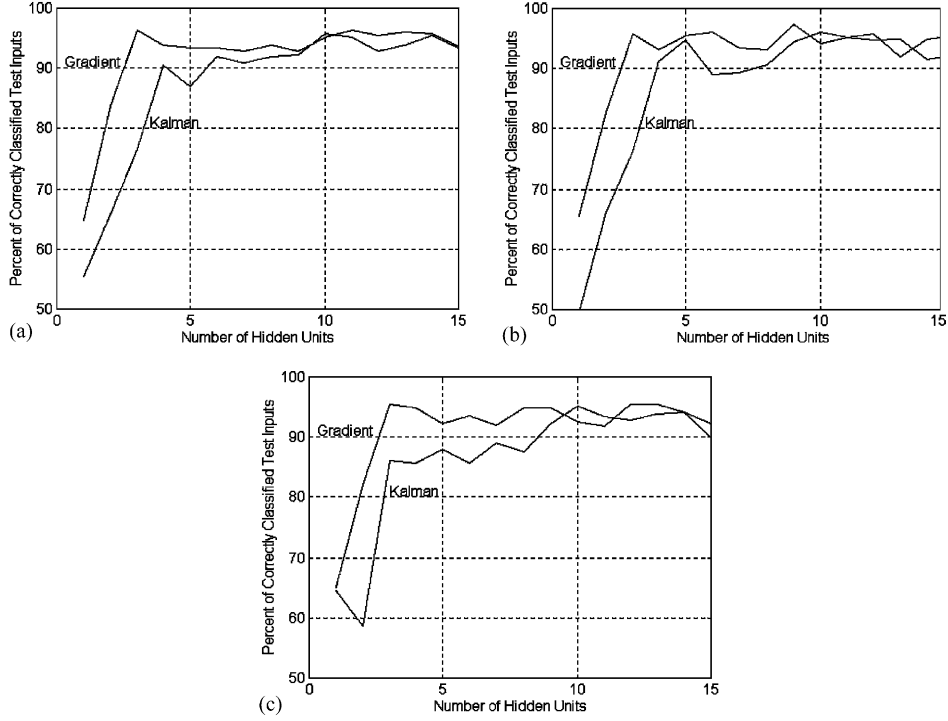 100
90
80
70
60
50
Percent of Correctly Classified Test Inputs
Gradient
Kalman
0
5
10
15
Number of Hidden Units
(a)
100
90
80
70
60
50
Percent of Correctly Classified Test Inputs
Gradient
Kalman
0
5
10
15
Number of Hidden Units
(b)
100
90
80
70
60
50
Percent of Correctly Classified Test Inputs
Gradient
Kalman
0
5
10
15
Number of Hidden Units
(c)